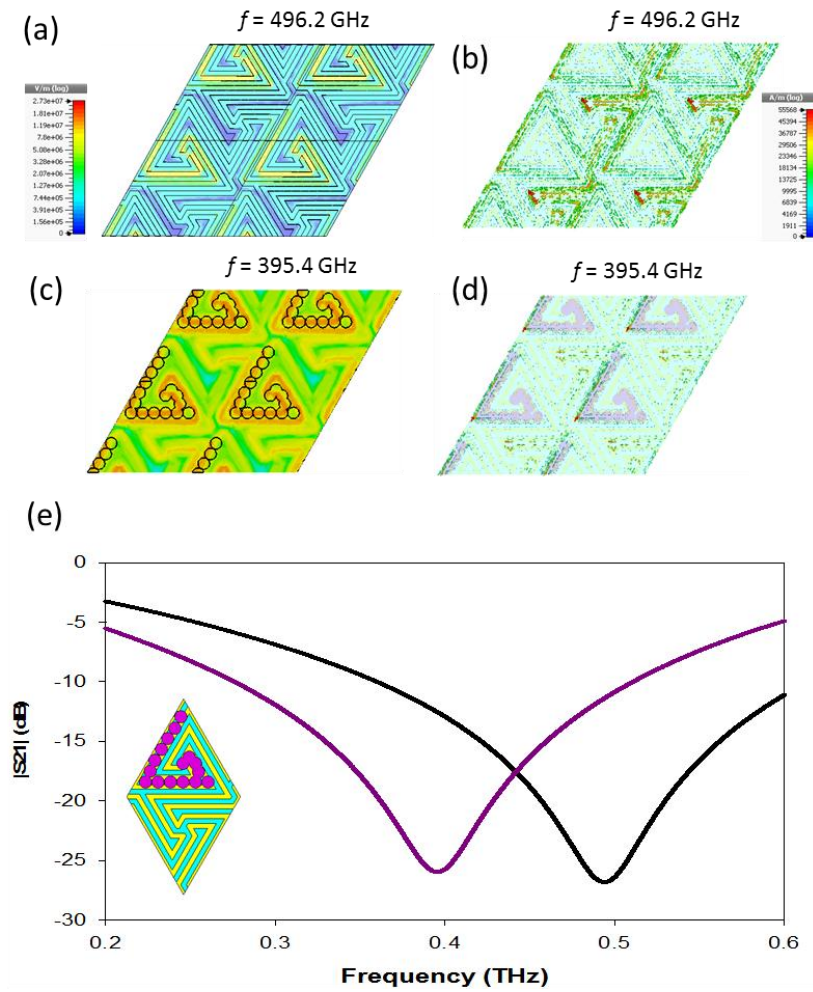 (a)
f = 496.2 GHz
V/m (log)
2.73e+07
1.81e+07
1.19e+07
7.8e+06
5.08e+06
3.28e+06
2.07e+06
1.27e+06
7.44e+05
3.91e+05
1.56e+05
0
f = 496.2 GHz
(b)
A/m (log)
55568
45394
36787
29506
23346
18134
13725
9995
6839
4169
1911
0
(c)
f = 395.4 GHz
f = 395.4 GHz
(d)
(e)
|S21| (dB)
0
-5
-10
-15
-20
-25
-30
0.2
0.3
0.4
0.5
0.6
Frequency (THz)